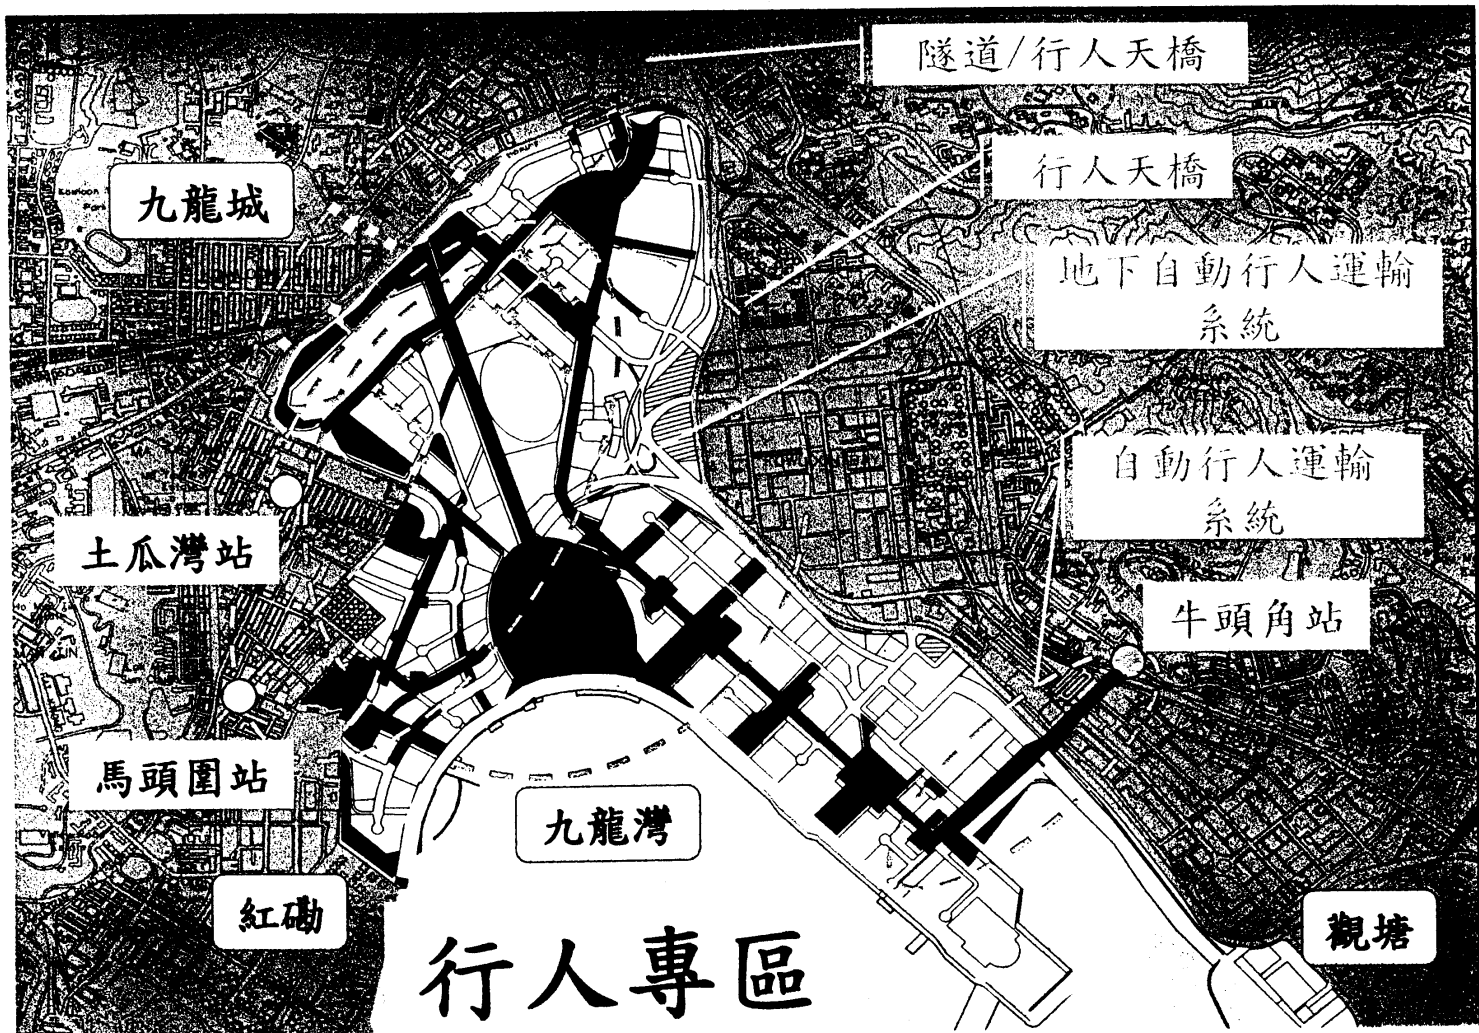 隧道/行人天橋
行人天橋
九龍城
地下自動行人運輸
系統
自動行人運輸
系統
土瓜灣站
牛頭角站
馬頭圍站
九龍灣
紅磡
觀塘
行人專區